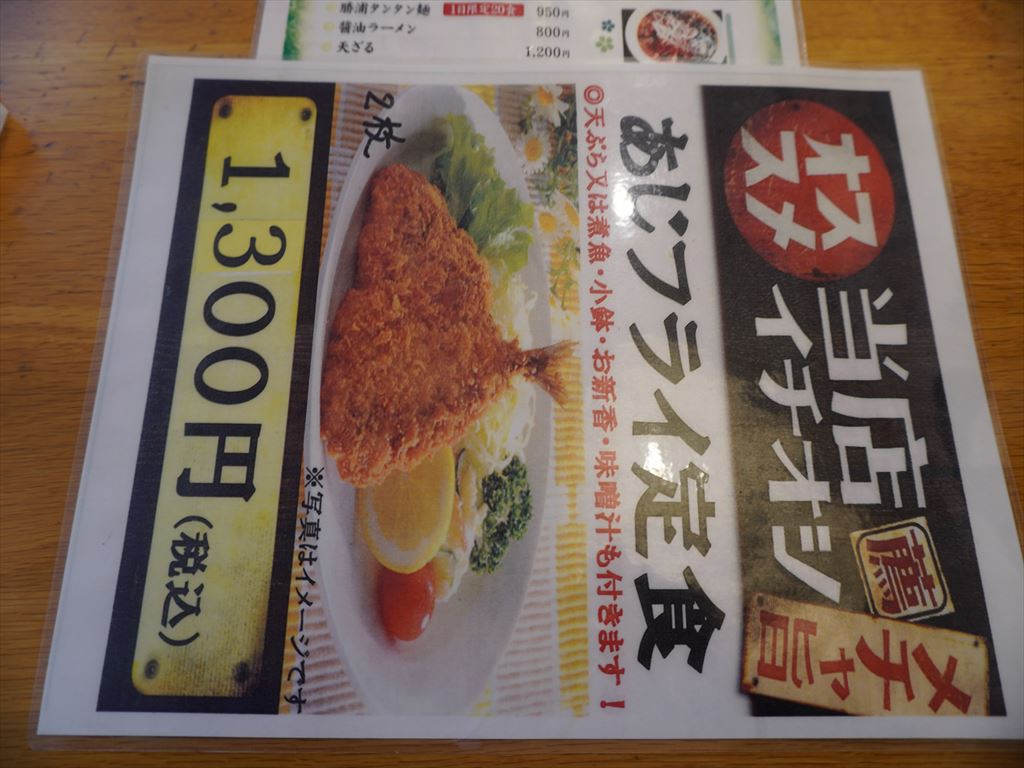 勝浦タンタン麺 1日限定20食 950円
醤油ラーメン 800円
天ざる 1,200円
オススメ
当店
イチオシ
薦
メチャ旨
あじフライ定食
◎天ぷら又は煮魚・小鉢・お新香・味噌汁も付きます!
2枚
※写真はイメージです
1,300円(税込)